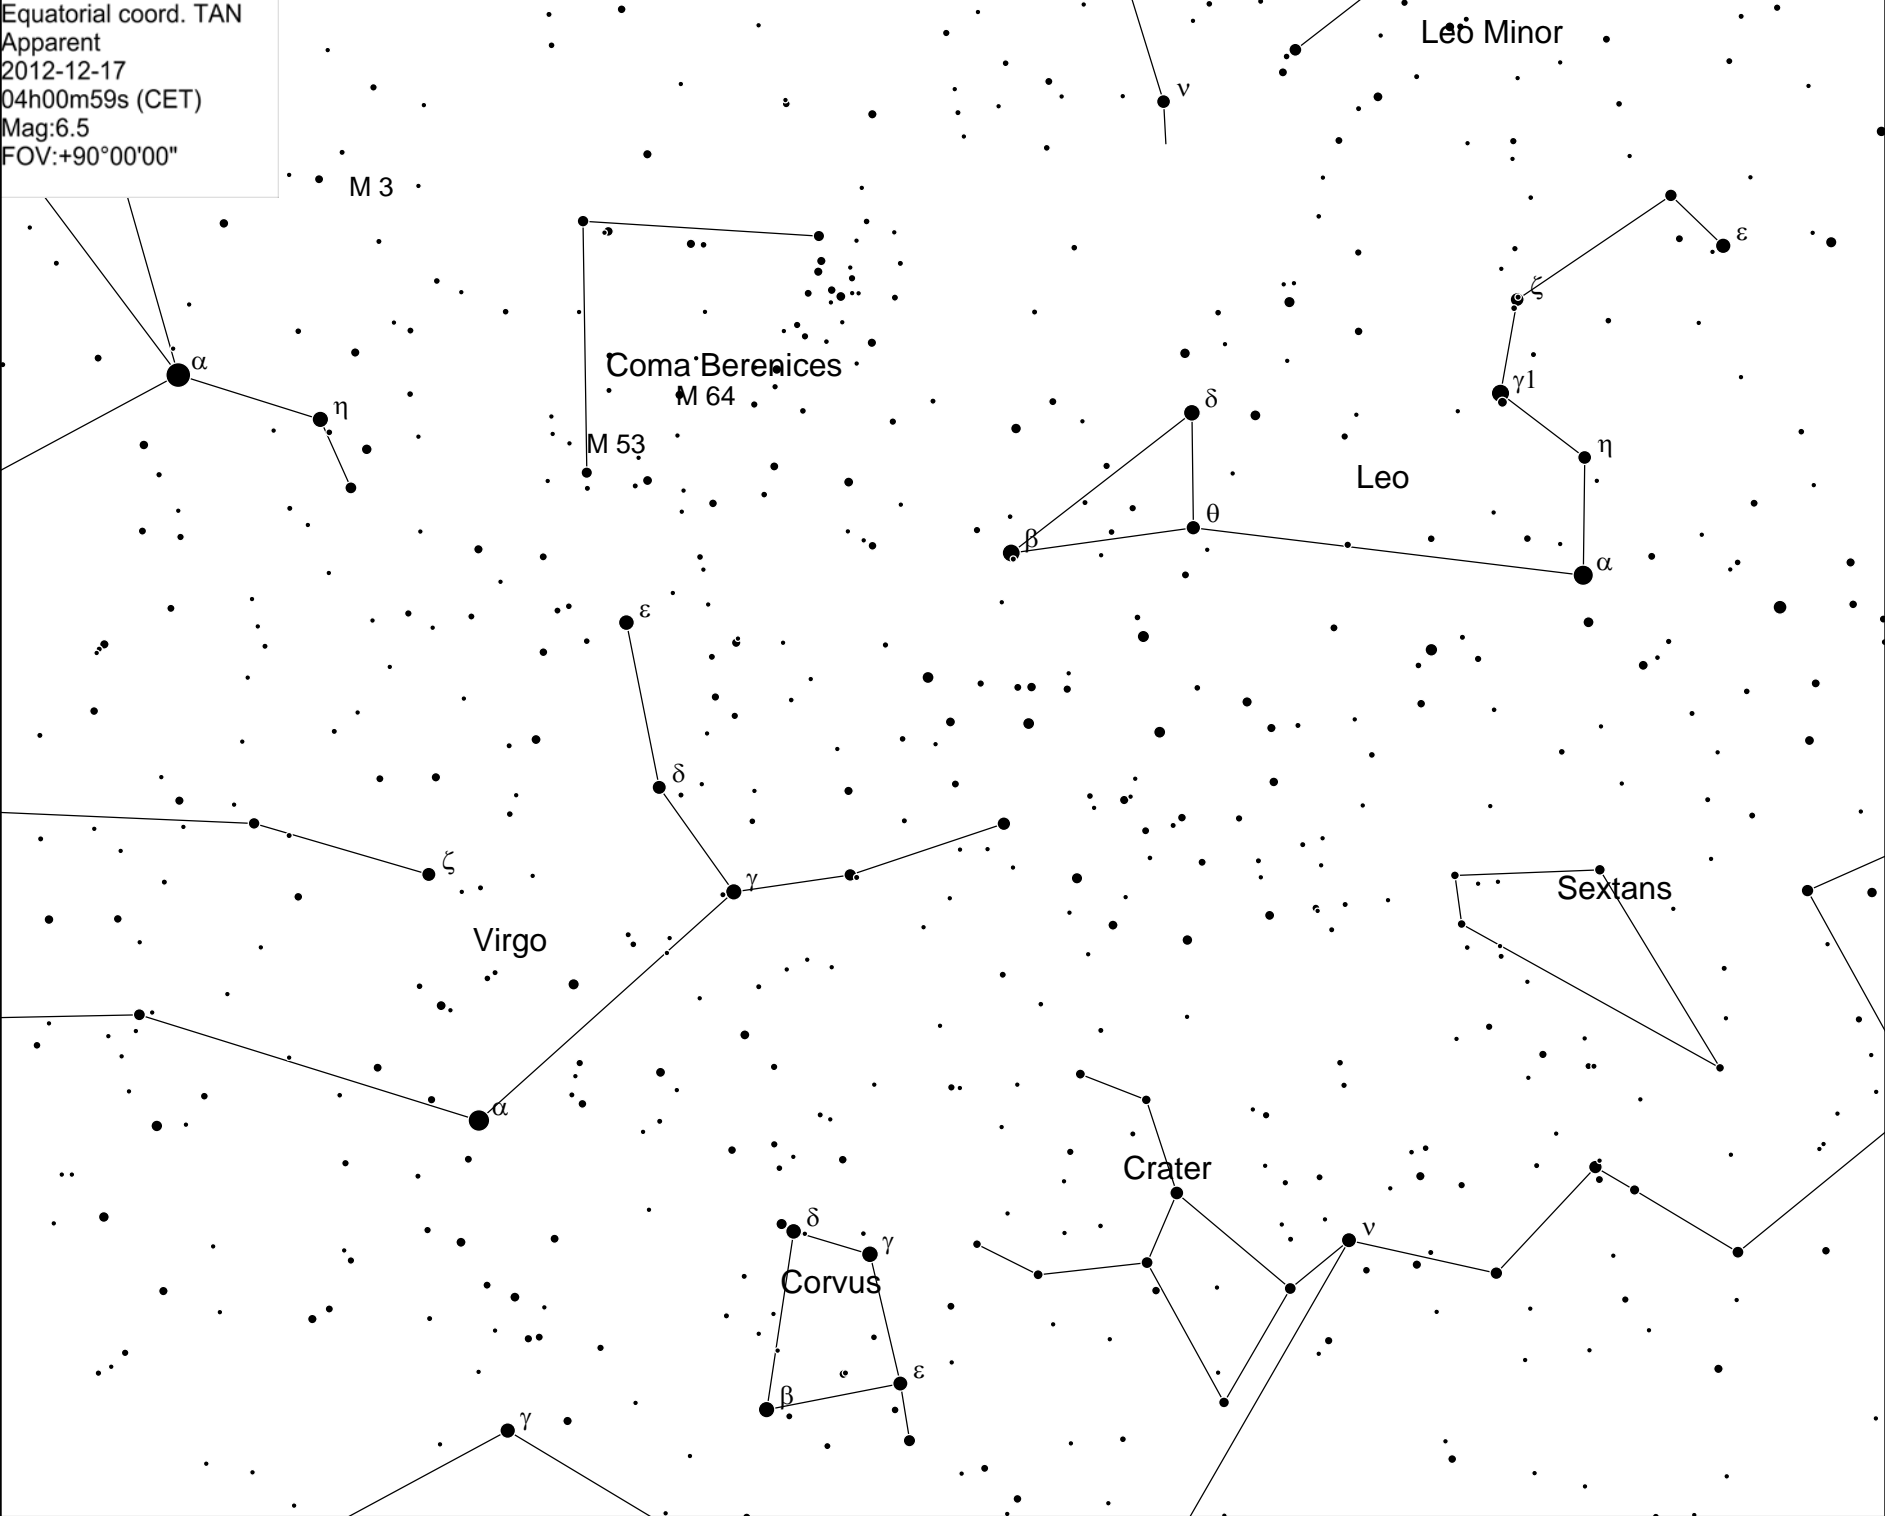 Equatorial coord. TAN
Apparent
2012-12-17
04h00m59s (CET)
Mag:6.5
FOV:+90°00'00"
Leo Minor
ν
M 3
ε
ζ
α
Coma Berenices
γ1
M 64
δ
η
η
M 53
Leo
θ
β
α
ε
δ
ζ
γ
Sextans
Virgo
α
Crater
δ
ν
γ
Corvus
ε
β
γ